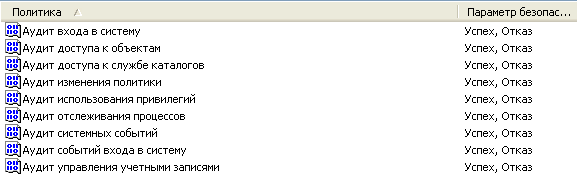 Политика Параметр безопас...
Аудит входа в систему Успех, Отказ
Аудит доступа к объектам Успех, Отказ
Аудит доступа к службе каталогов Успех, Отказ
Аудит изменения политики Успех, Отказ
Аудит использования привилегий Успех, Отказ
Аудит отслеживания процессов Успех, Отказ
Аудит системных событий Успех, Отказ
Аудит событий входа в систему Успех, Отказ
Аудит управления учетными записями Успех, Отказ